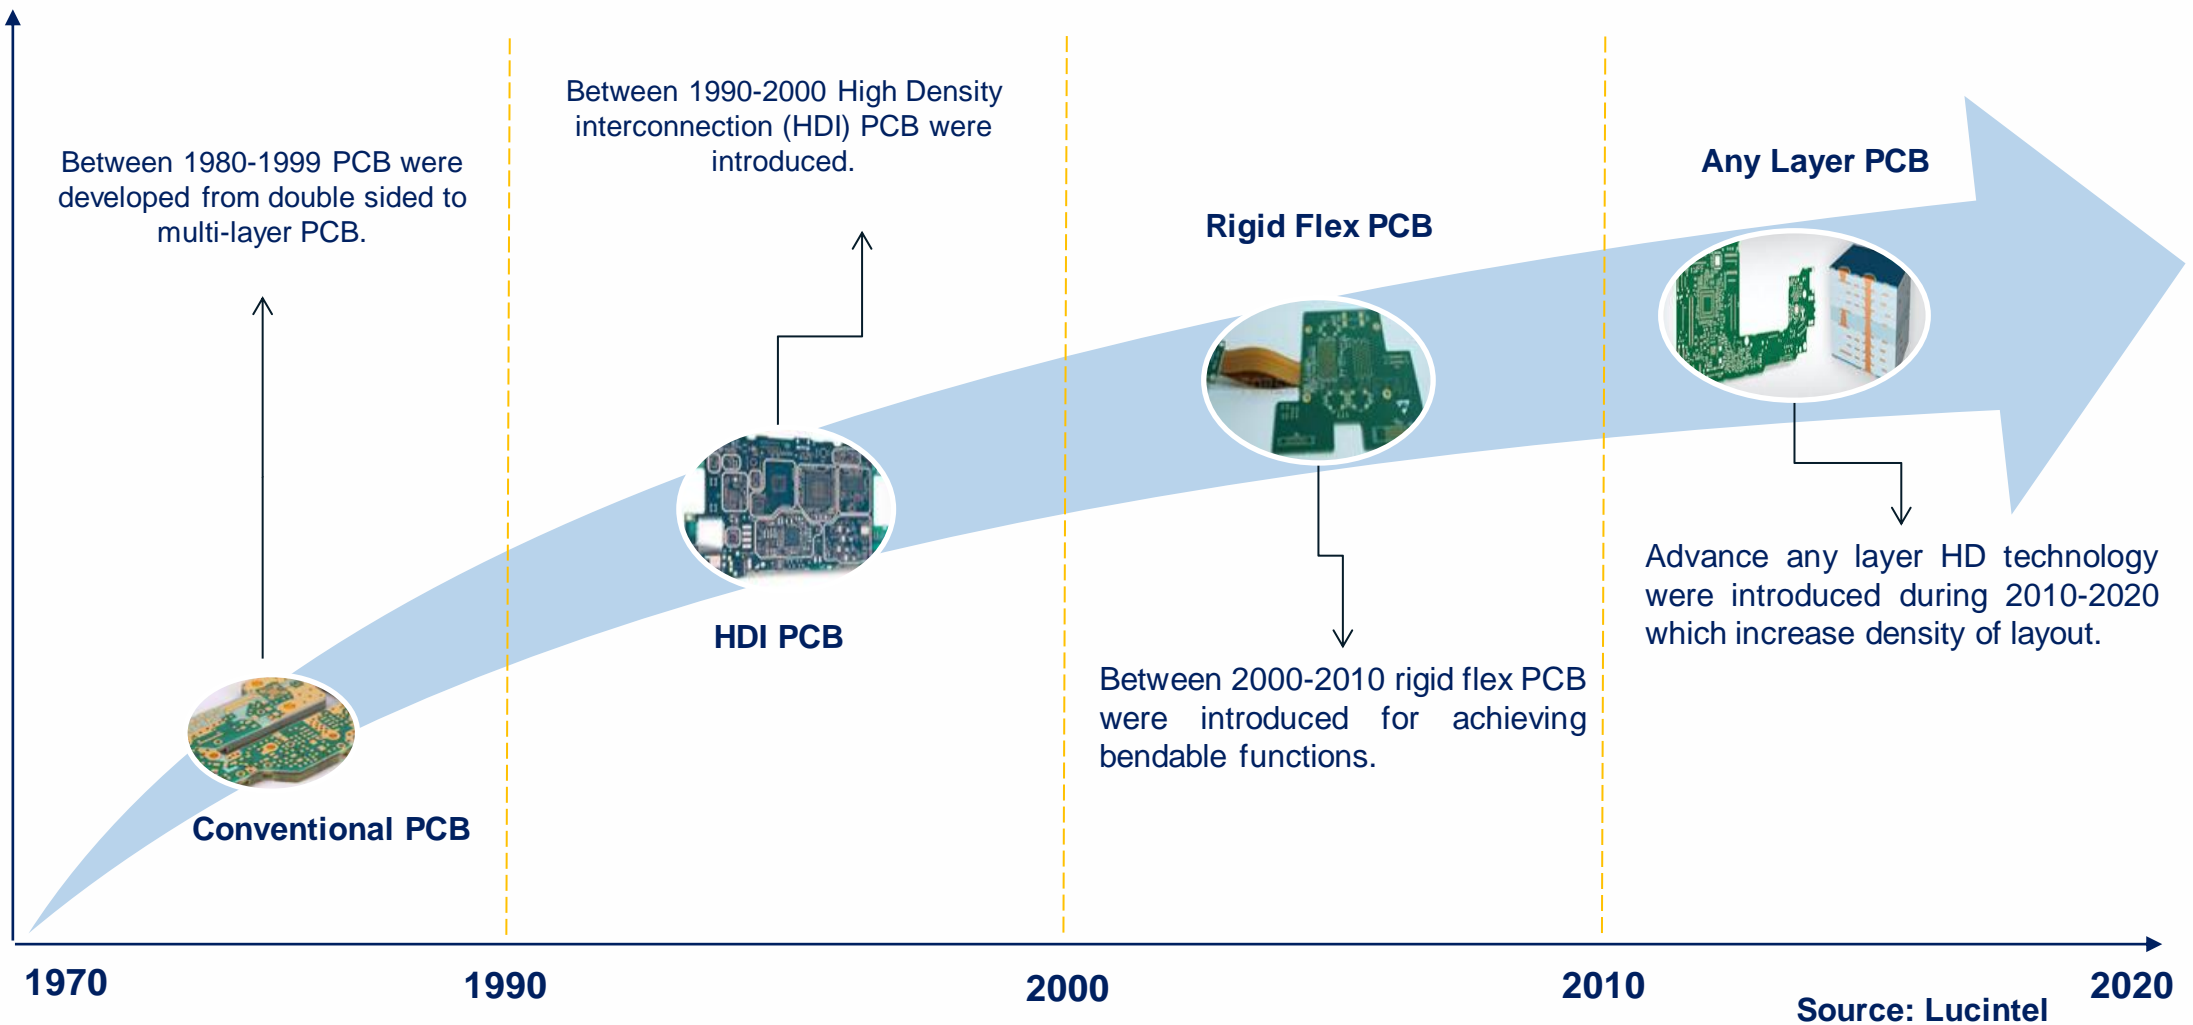 Between 1980-1999 PCB were
developed from double sided to
multi-layer PCB.
Between 1990-2000 High Density
interconnection (HDI) PCB were
introduced.
Rigid Flex PCB
Any Layer PCB
HDI PCB
Conventional PCB
Between 2000-2010 rigid flex PCB
were introduced for achieving
bendable functions.
Advance any layer HD technology
were introduced during 2010-2020
which increase density of layout.
1970
1990
2000
2010
2020
Source: Lucintel